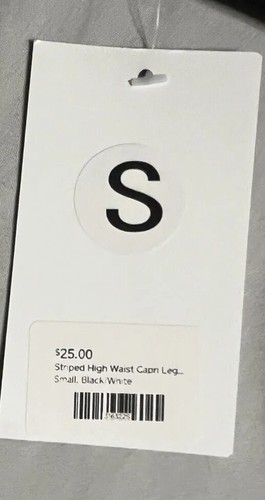 S
$25.00
Striped High Waist Capri Leg...
Small, Black/White